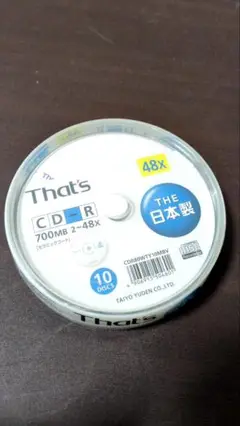 48X
That's
CD-R
700MB 2~48X
THE
日本製
10
DISCS
TAIYO YUDEN CO.,LTD.
That's